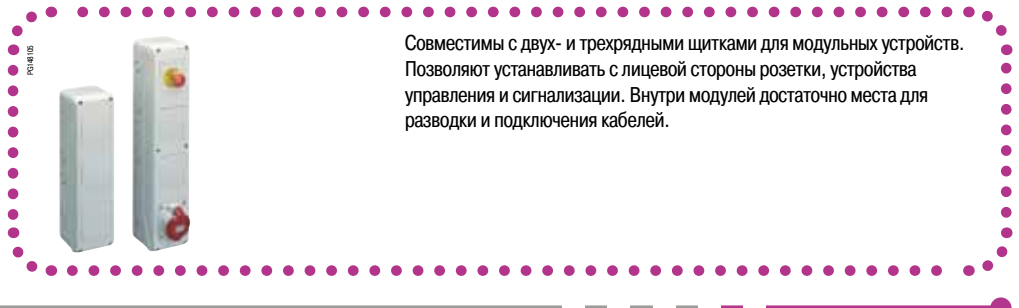 PG148105
Совместимы с двух- и трехрядными щитками для модульных устройств.
Позволяют устанавливать с лицевой стороны розетки, устройства
управления и сигнализации. Внутри модулей достаточно места для
разводки и подключения кабелей.